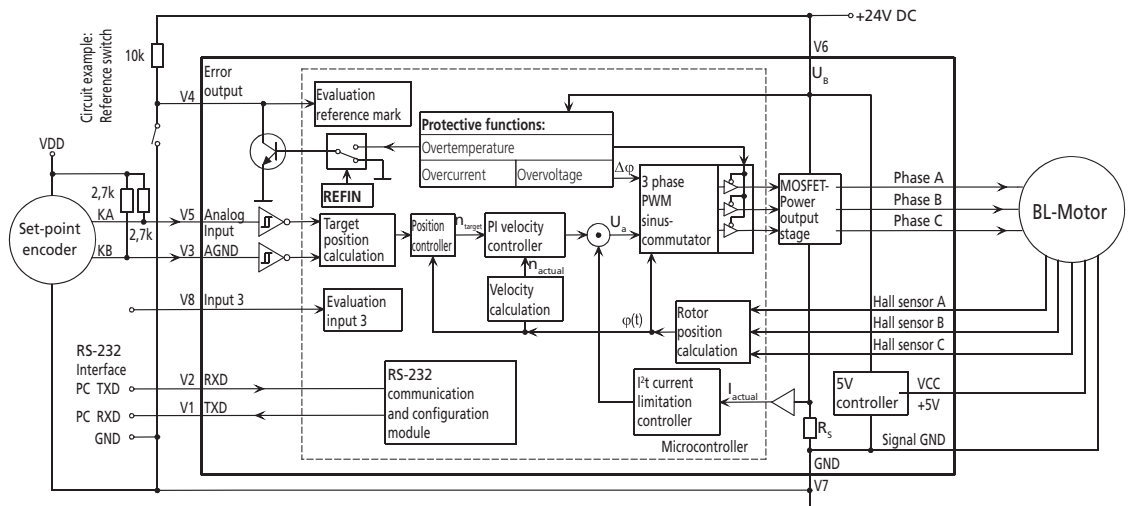 Circuit example:
Reference switch
10k
+24V DC
V6
U_B
Error
output
V4
Evaluation
reference mark
Protective functions:
Overtemperature
Overcurrent
Overvoltage
REFIN
VDD
2,7k
2,7k
Set-point
encoder
KA
KB
V5
Analog
Input
V3
AGND
Target
position
calculation
Position
controller
n_target
PI velocity
controller
n_actual
Velocity
calculation
U_a
Δφ
3 phase
PWM
sinus-
commutator
MOSFET-
Power
output
stage
Phase A
Phase B
Phase C
BL-Motor
V8
Input 3
Evaluation
input 3
φ(t)
Rotor
position
calculation
Hall sensor A
Hall sensor B
Hall sensor C
RS-232
Interface
PC TXD
V2
RXD
PC RXD
V1
TXD
GND
RS-232
communication
and configuration
module
I²t current
limitation
controller
I_actual
Microcontroller
R_S
5V
controller
VCC
+5V
Signal GND
GND
V7